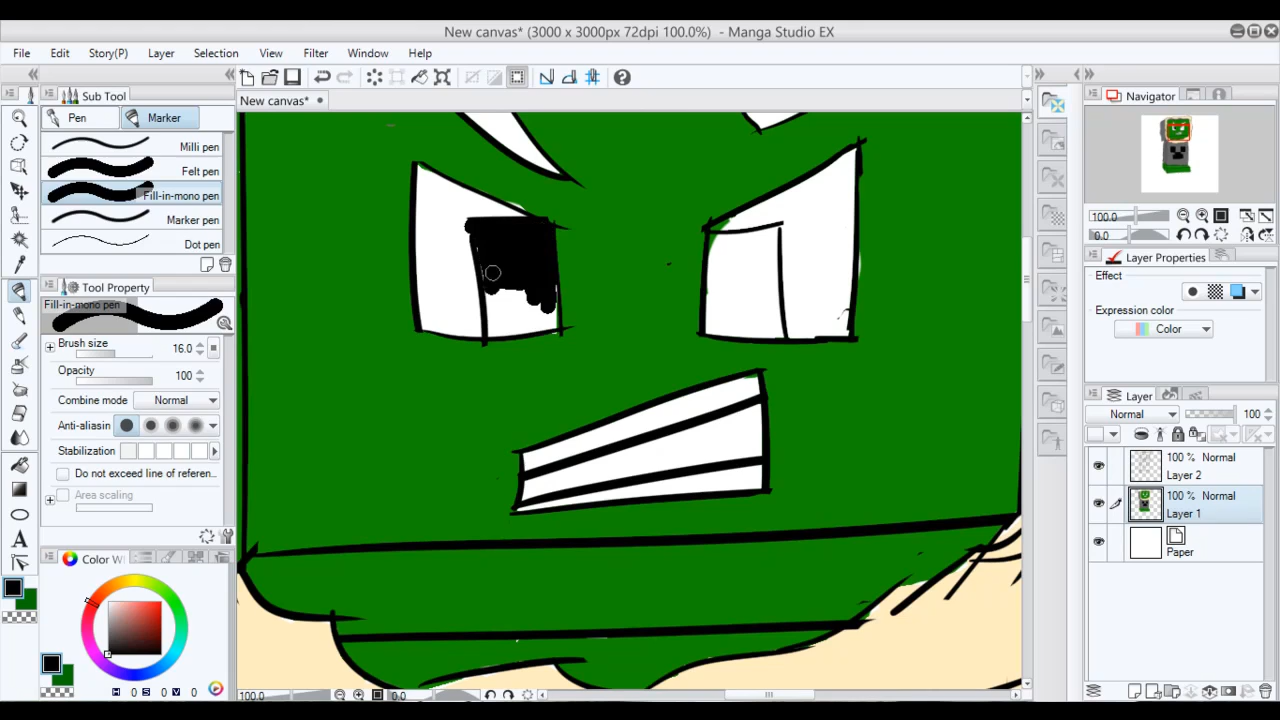 New canvas* (3000 x 3000px 72dpi 100.0%) - Manga Studio EX
File Edit Story(P) Layer Selection View Filter Window Help
Sub Tool
New canvas*
Navigator
Pen Marker
Milli pen
Felt pen
Fill-in-mono pen
Marker pen
Dot pen
100.0
0.0
Layer Properties
Effect
Expression color
Color
Tool Property
Fill-in-mono pen
Brush size 16.0
Opacity 100
Combine mode Normal
Anti-aliasin
Stabilization
Do not exceed line of referen
Area scaling
Layer
Normal 100
100 % Normal
Layer 2
100 % Normal
Layer 1
Paper
Color W
H 0 S 0 V 0
100.0 0.0